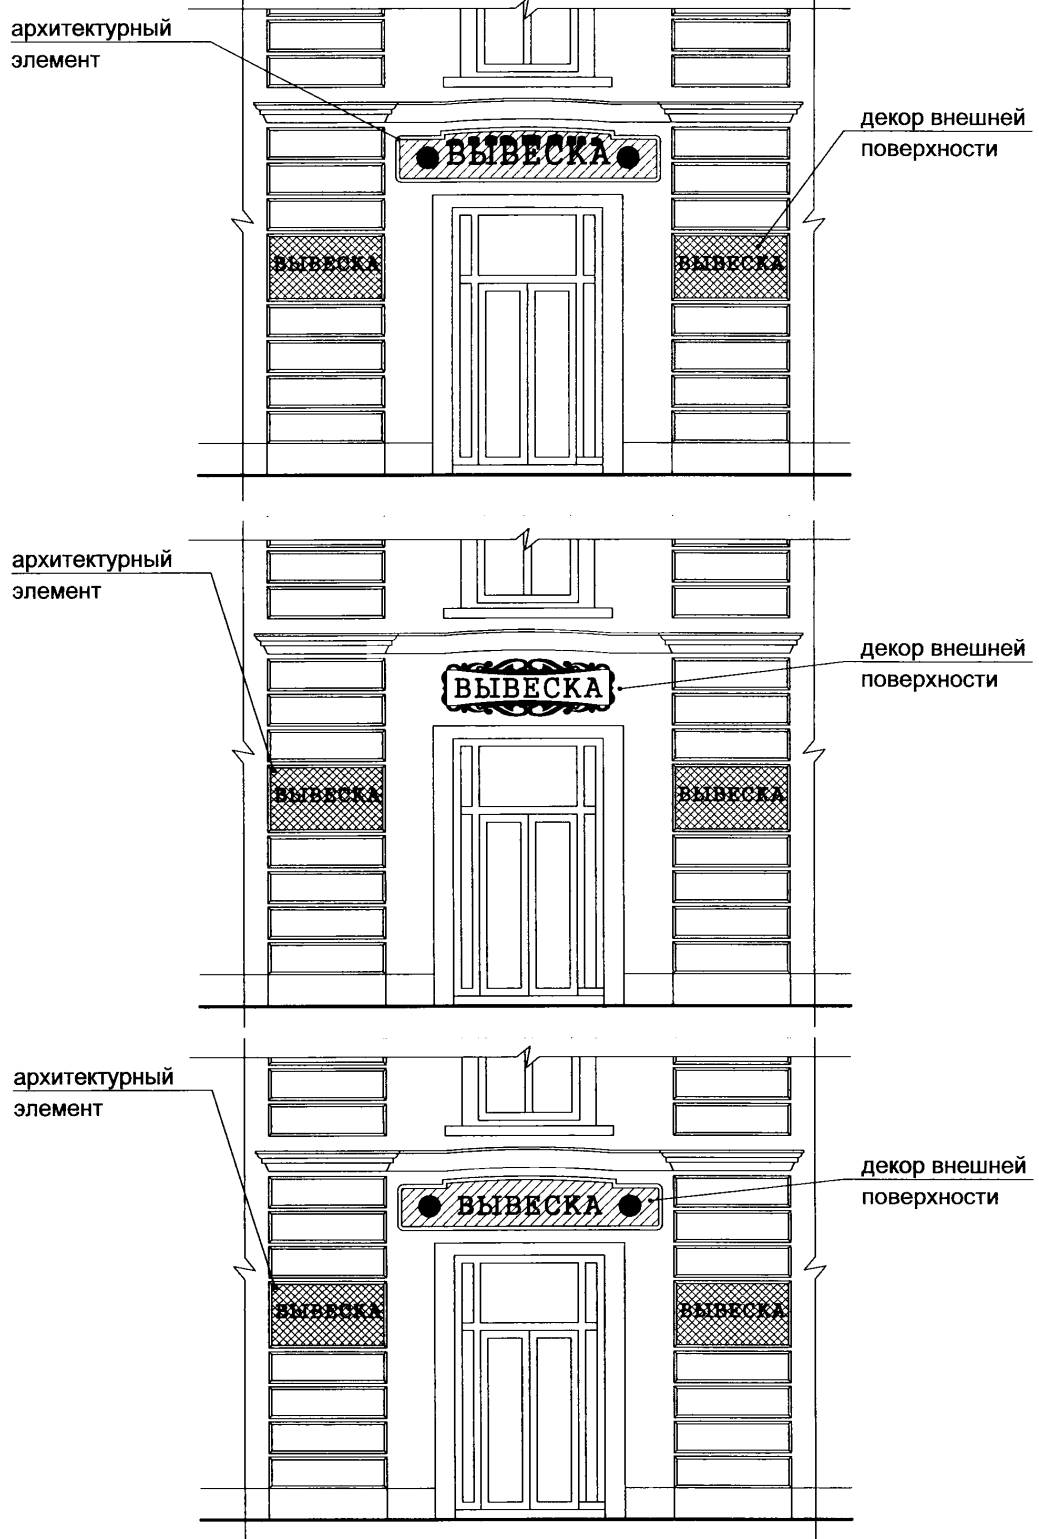 архитектурный
элемент
декор внешней
поверхности
ВЫВЕСКА
ВЫВЕСКА
ВЫВЕСКА
архитектурный
элемент
декор внешней
поверхности
ВЫВЕСКА
ВЫВЕСКА
ВЫВЕСКА
архитектурный
элемент
декор внешней
поверхности
ВЫВЕСКА
ВЫВЕСКА
ВЫВЕСКА